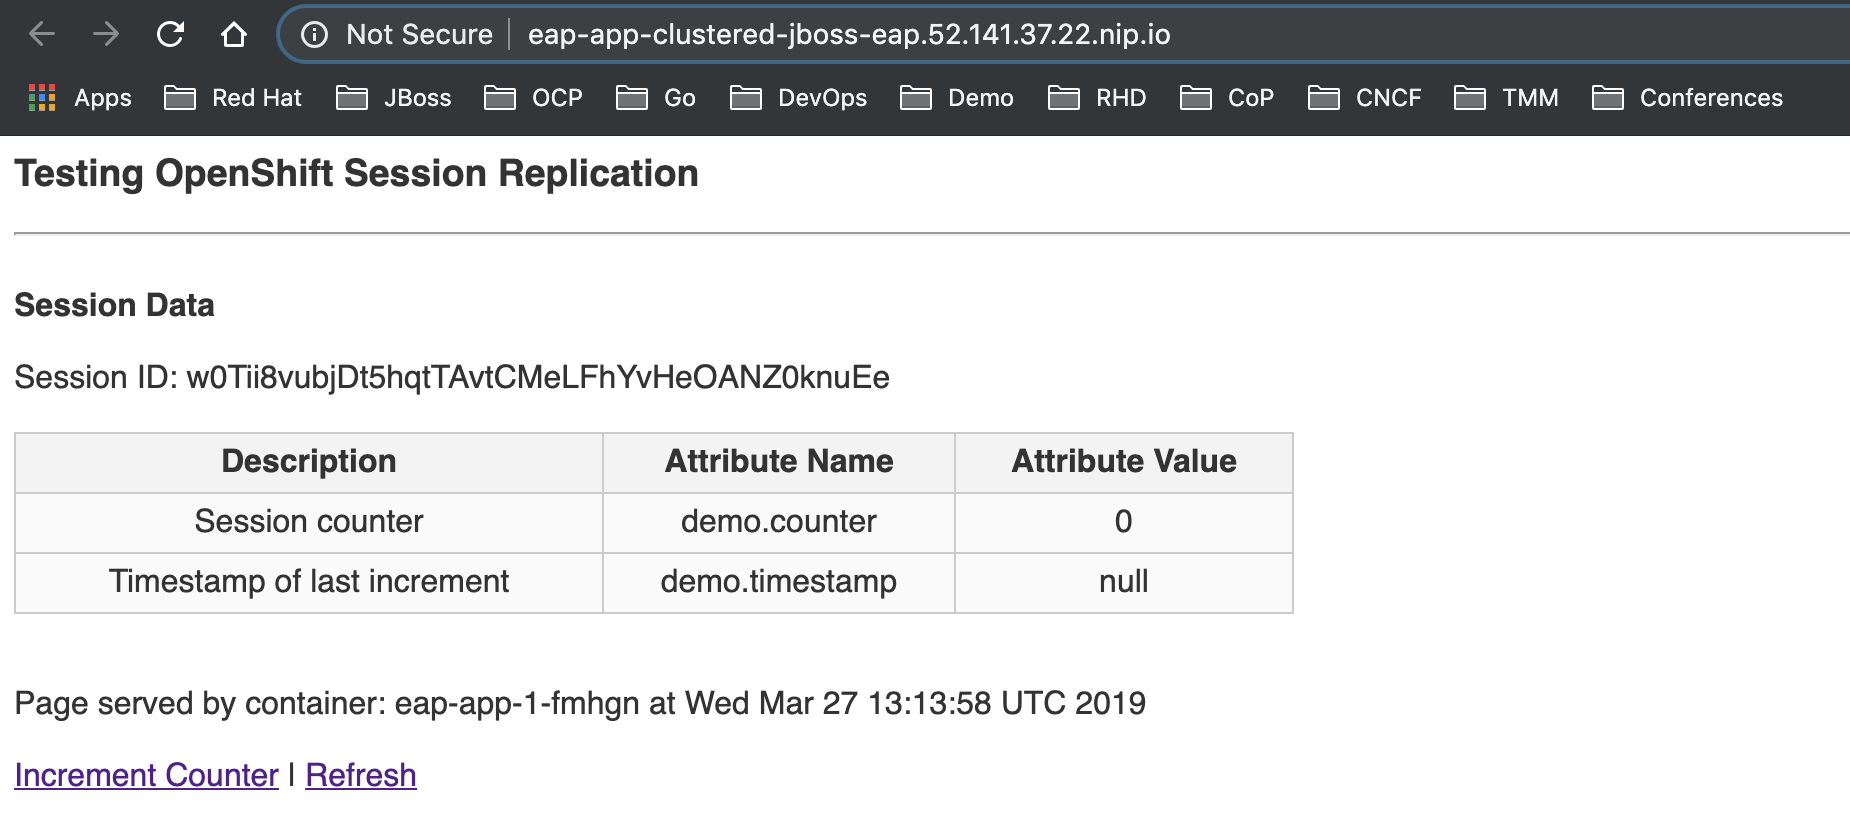 Not Secure | eap-app-clustered-jboss-eap.52.141.37.22.nip.io
Apps Red Hat JBoss OCP Go DevOps Demo RHD CoP CNCF TMM Conferences
Testing OpenShift Session Replication
Session Data
Session ID: w0Tii8vubjDt5hqtTAvtCMeLFhYvHeOANZ0knuEe
Description Attribute Name Attribute Value
Session counter demo.counter 0
Timestamp of last increment demo.timestamp null
Page served by container: eap-app-1-fmhgn at Wed Mar 27 13:13:58 UTC 2019
Increment Counter | Refresh